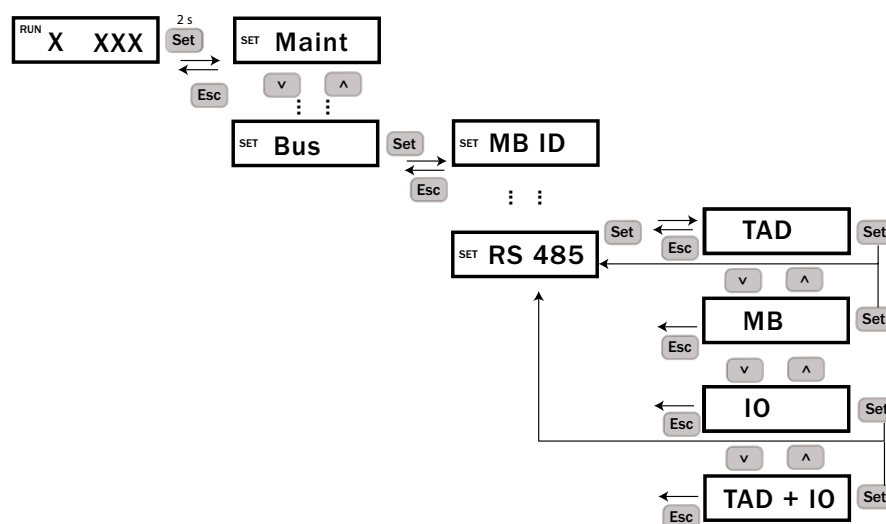 2 s
RUN X XXX Set SET Maint
Esc ∨ ∧
SET Bus Set SET MB ID
Esc
SET RS 485 Set TAD Set
Esc
∨ ∧
MB Set
Esc
∨ ∧
IO Set
Esc
∨ ∧
TAD + IO Set
Esc